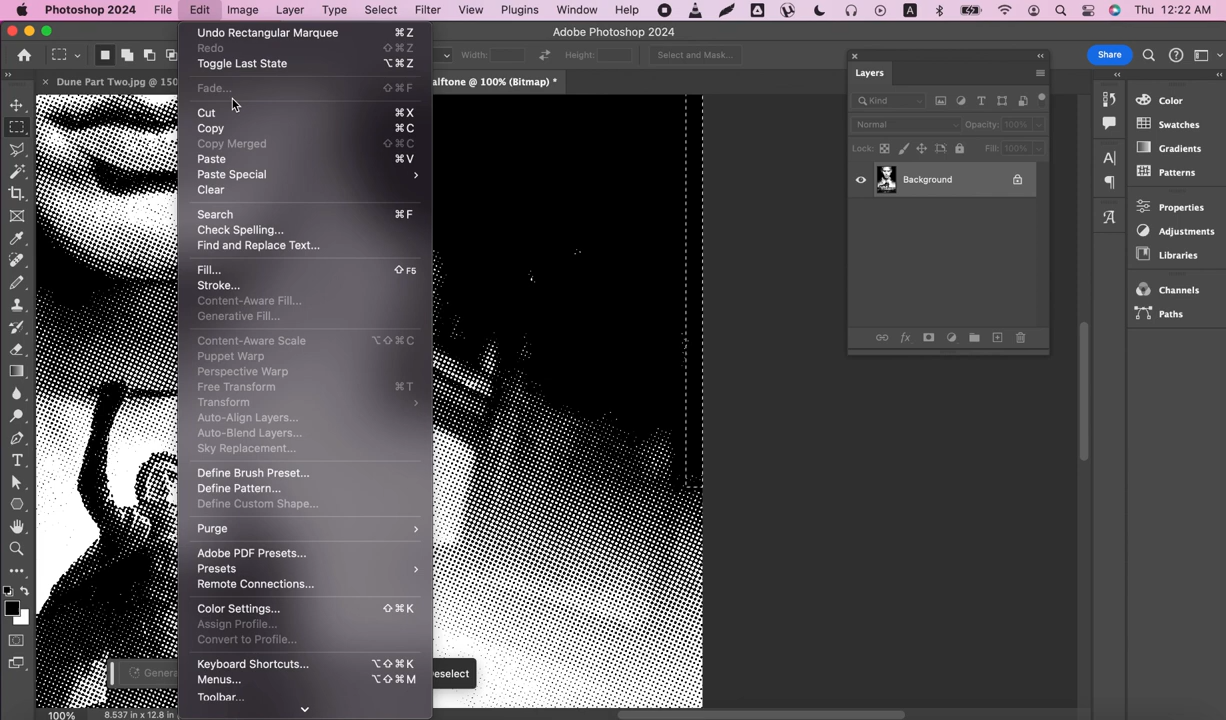 Photoshop 2024 File Edit Image Layer Type Select Filter View Plugins Window Help A Thu 12:22 AM
Adobe Photoshop 2024
Width: Height: Select and Mask... Share
Dune Part Two.jpg @ 150 alftone @ 100% (Bitmap) *
Undo Rectangular Marquee ⌘Z
Redo ⇧⌘Z
Toggle Last State ⌥⌘Z
Fade... ⇧⌘F
Cut ⌘X
Copy ⌘C
Copy Merged ⇧⌘C
Paste ⌘V
Paste Special
Clear
Search ⌘F
Check Spelling...
Find and Replace Text...
Fill... ⇧F5
Stroke...
Content-Aware Fill...
Generative Fill...
Content-Aware Scale ⌥⇧⌘C
Puppet Warp
Perspective Warp
Free Transform ⌘T
Transform
Auto-Align Layers...
Auto-Blend Layers...
Sky Replacement...
Define Brush Preset...
Define Pattern...
Define Custom Shape...
Purge
Adobe PDF Presets...
Presets
Remote Connections...
Color Settings... ⇧⌘K
Assign Profile...
Convert to Profile...
Keyboard Shortcuts... ⌥⇧⌘K
Menus... ⌥⇧⌘M
Toolbar...
Genera
eselect
100% 8.537 in x 12.8 in
Layers
Kind
Normal Opacity: 100%
Lock: Fill: 100%
Background
Color
Swatches
Gradients
Patterns
Properties
Adjustments
Libraries
Channels
Paths